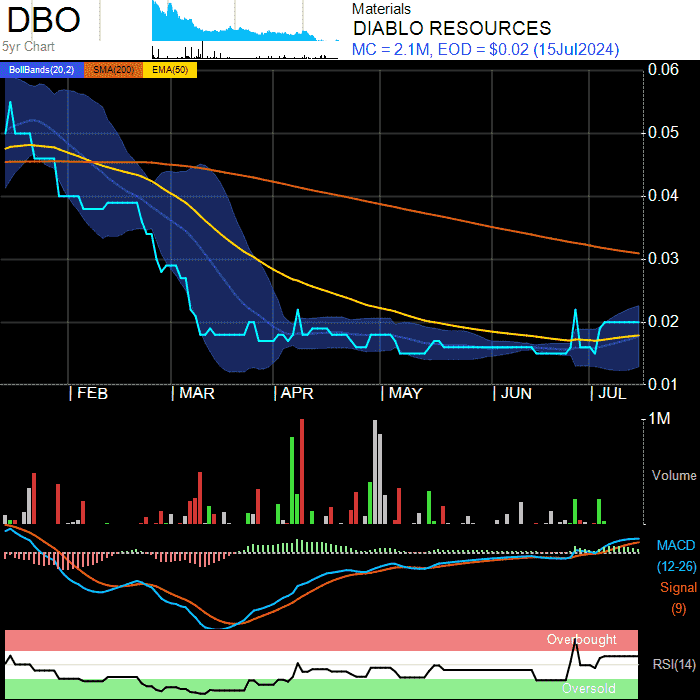 DBO
5yr Chart
Materials
DIABLO RESOURCES
MC = 2.1M, EOD = $0.02 (15Jul2024)
BollBands(20,2) SMA(200) EMA(50)
0.06
0.05
0.04
0.03
0.02
0.01
FEB MAR APR MAY JUN JUL
1M
Volume
MACD
(12-26)
Signal
(9)
Overbought
RSI(14)
Oversold